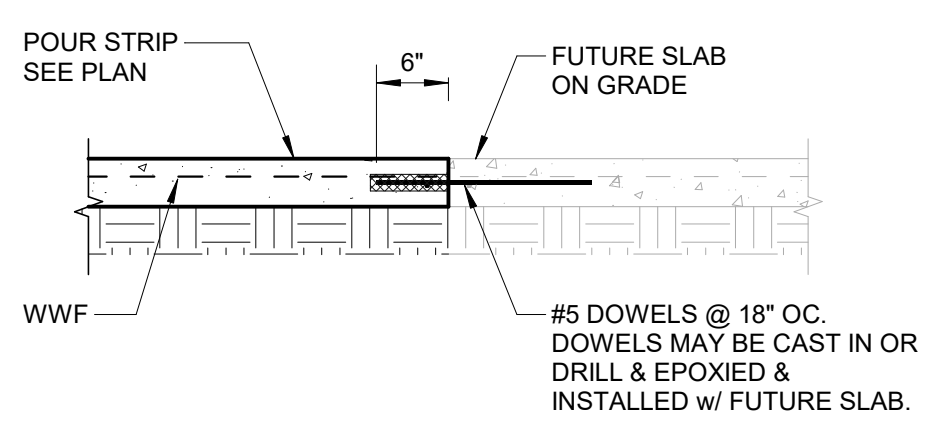 POUR STRIP
SEE PLAN
6"
FUTURE SLAB
ON GRADE
WWF
#5 DOWELS @ 18" OC.
DOWELS MAY BE CAST IN OR
DRILL & EPOXIED &
INSTALLED w/ FUTURE SLAB.